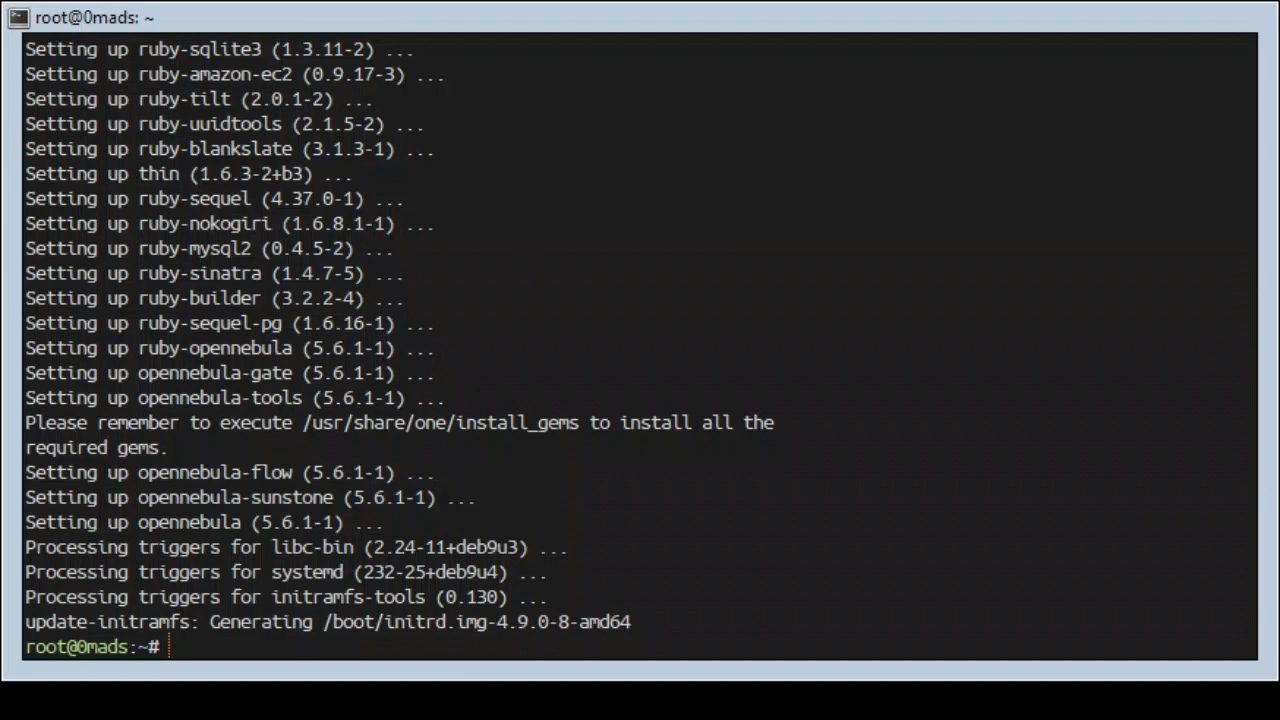 root@0mads: ~
Setting up ruby-sqlite3 (1.3.11-2) ...
Setting up ruby-amazon-ec2 (0.9.17-3) ...
Setting up ruby-tilt (2.0.1-2) ...
Setting up ruby-uuidtools (2.1.5-2) ...
Setting up ruby-blankslate (3.1.3-1) ...
Setting up thin (1.6.3-2+b3) ...
Setting up ruby-sequel (4.37.0-1) ...
Setting up ruby-nokogiri (1.6.8.1-1) ...
Setting up ruby-mysql2 (0.4.5-2) ...
Setting up ruby-sinatra (1.4.7-5) ...
Setting up ruby-builder (3.2.2-4) ...
Setting up ruby-sequel-pg (1.6.16-1) ...
Setting up ruby-opennebula (5.6.1-1) ...
Setting up opennebula-gate (5.6.1-1) ...
Setting up opennebula-tools (5.6.1-1) ...
Please remember to execute /usr/share/one/install_gems to install all the
required gems.
Setting up opennebula-flow (5.6.1-1) ...
Setting up opennebula-sunstone (5.6.1-1) ...
Setting up opennebula (5.6.1-1) ...
Processing triggers for libc-bin (2.24-11+deb9u3) ...
Processing triggers for systemd (232-25+deb9u4) ...
Processing triggers for initramfs-tools (0.130) ...
update-initramfs: Generating /boot/initrd.img-4.9.0-8-amd64
root@0mads:~#